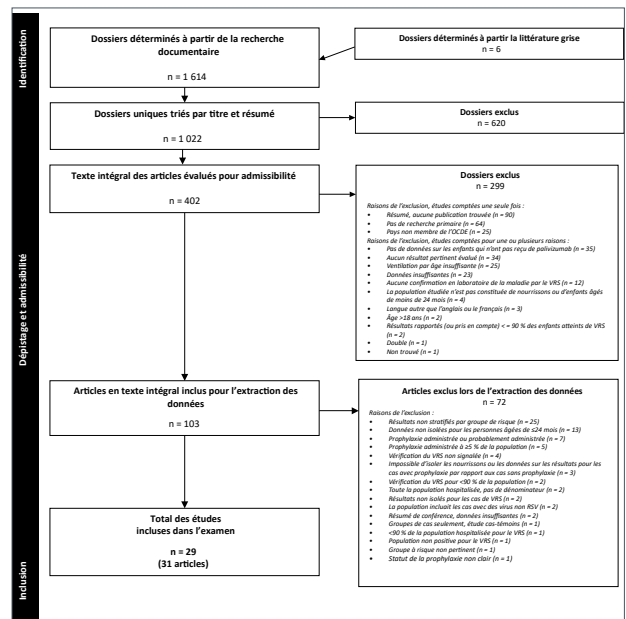 Identification
Dossiers déterminés à partir de la recherche
documentaire
n = 1 614
Dossiers déterminés à partir la littérature grise
n = 6
Dépistage et admissibilité
Dossiers uniques triés par titre et résumé
n = 1 022
Dossiers exclus
n = 620
Texte intégral des articles évalués pour admissibilité
n = 402
Dossiers exclus
n = 299
Raisons de l'exclusion, études comptées une seule fois :
• Résumé, aucune publication trouvée (n = 90)
• Pas de recherche primaire (n = 64)
• Pays non membre de l'OCDE (n = 25)
Raisons de l'exclusion, études comptées pour une ou plusieurs raisons :
• Pas de données sur les enfants qui n'ont pas reçu de palivizumab (n = 35)
• Aucun résultat pertinent évalué (n = 34)
• Ventilation par âge insuffisante (n = 25)
• Données insuffisantes (n = 23)
• Aucune confirmation en laboratoire de la maladie par le VRS (n = 12)
• La population étudiée n'est pas constituée de nourrissons ou d'enfants âgés
de moins de 24 mois (n = 4)
• Langue autre que l'anglais ou le français (n = 3)
• Âge >18 ans (n = 2)
• Résultats rapportés (ou pris en compte) < = 90 % des enfants atteints de VRS
(n = 2)
• Double (n = 1)
• Non trouvé (n = 1)
Articles en texte intégral inclus pour l'extraction des
données
n = 103
Articles exclus lors de l'extraction des données
n = 72
Raisons de l'exclusion :
• Résultats non stratifiés par groupe de risque (n = 25)
• Données non isolées pour les personnes âgées de ≤24 mois (n = 13)
• Prophylaxie administrée ou probablement administrée (n = 7)
• Prophylaxie administrée à ≥5 % de la population (n = 5)
• Vérification du VRS non signalée (n = 4)
• Impossible d'isoler les nourrissons ou les données sur les résultats pour les
cas avec prophylaxie par rapport aux cas sans prophylaxie (n = 3)
• Vérification du VRS pour <90 % de la population (n = 2)
• Toute la population hospitalisée, pas de dénominateur (n = 2)
• Résultats non isolés pour les cas de VRS (n = 2)
• La population incluait les cas avec des virus non RSV (n = 2)
• Résumé de conférence, données insuffisantes (n = 2)
• Groupes de cas seulement, étude cas-témoins (n = 1)
• <90 % de la population hospitalisée pour le VRS (n = 1)
• Population non positive pour le VRS (n = 1)
• Groupe à risque non pertinent (n = 1)
• Statut de la prophylaxie non clair (n = 1)
Inclusion
Total des études
incluses dans l'examen
n = 29
(31 articles)